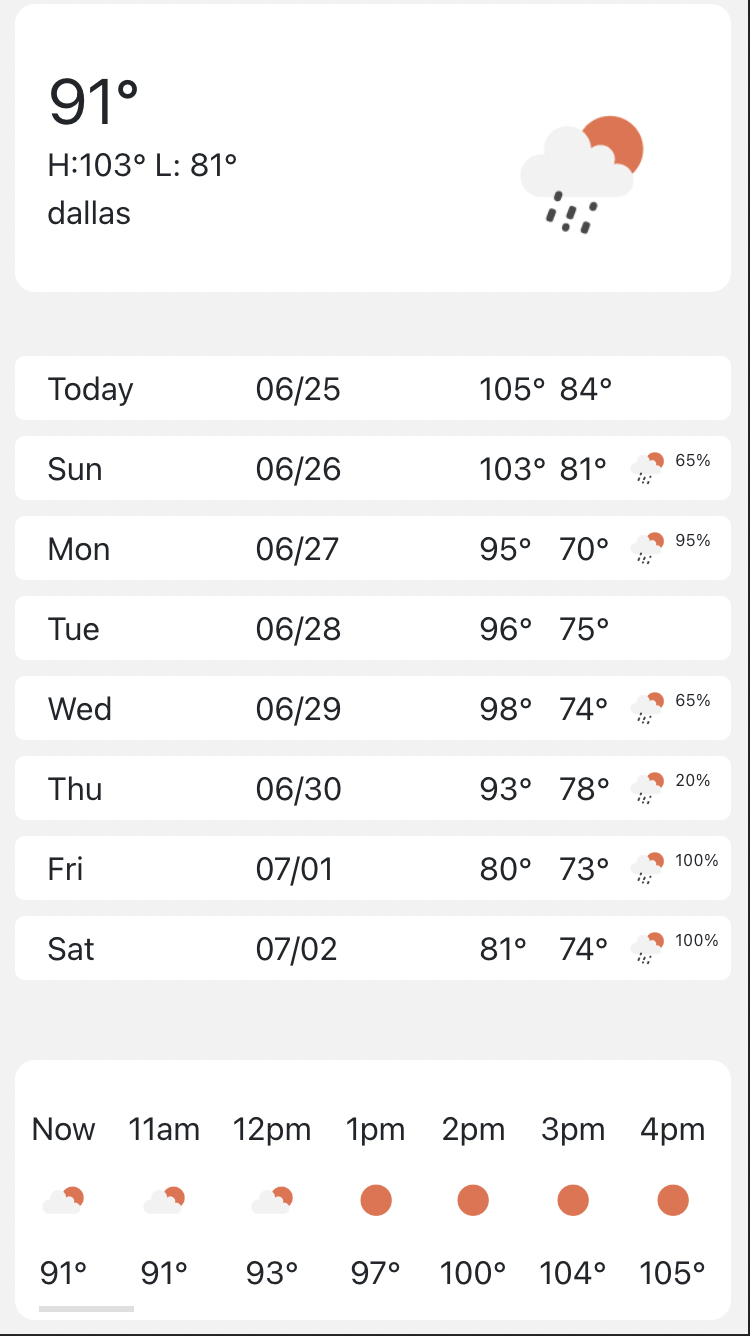 91°
H:103° L: 81°
dallas
Today 06/25 105° 84°
Sun 06/26 103° 81° 65%
Mon 06/27 95° 70° 95%
Tue 06/28 96° 75°
Wed 06/29 98° 74° 65%
Thu 06/30 93° 78° 20%
Fri 07/01 80° 73° 100%
Sat 07/02 81° 74° 100%
Now 11am 12pm 1pm 2pm 3pm 4pm
91° 91° 93° 97° 100° 104° 105°